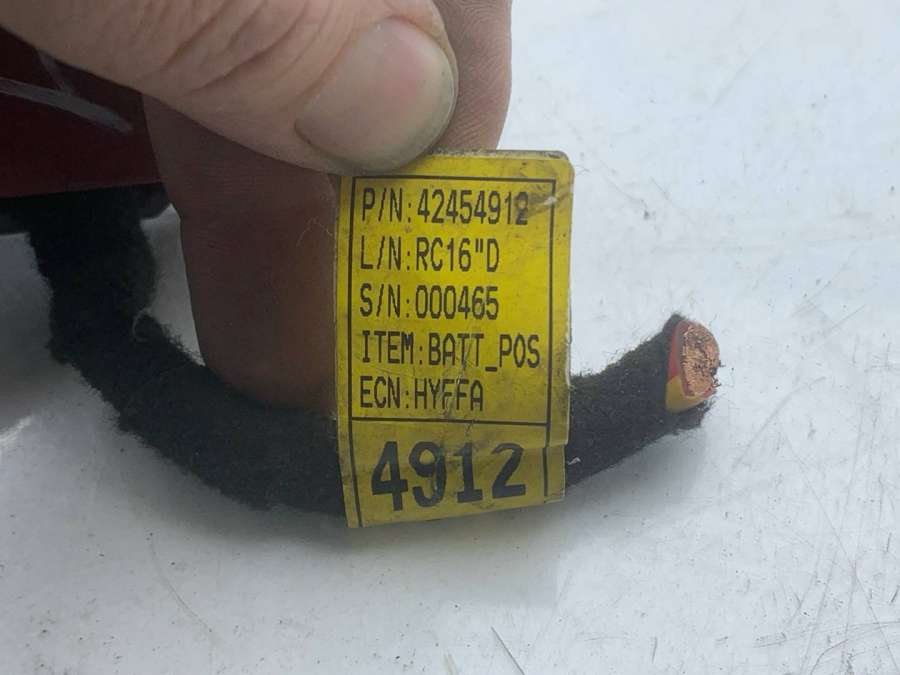 P/N:42454912
L/N:RC16"D
S/N:000465
ITEM:BATT_POS
ECN:HYFFA
4912